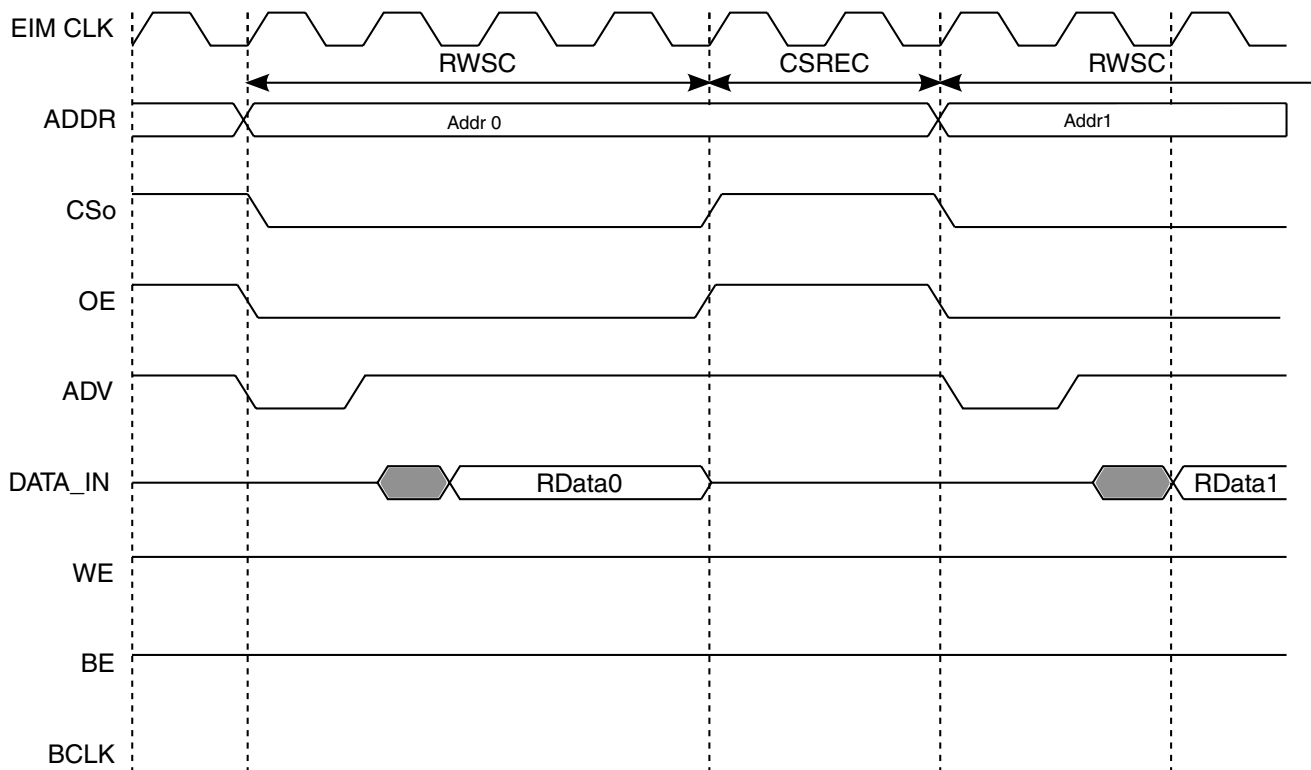 EIM CLK
RWSC
CSREC
RWSC
ADDR
Addr 0
Addr1
CSo
OE
ADV
DATA_IN
RData0
RData1
WE
BE
BCLK